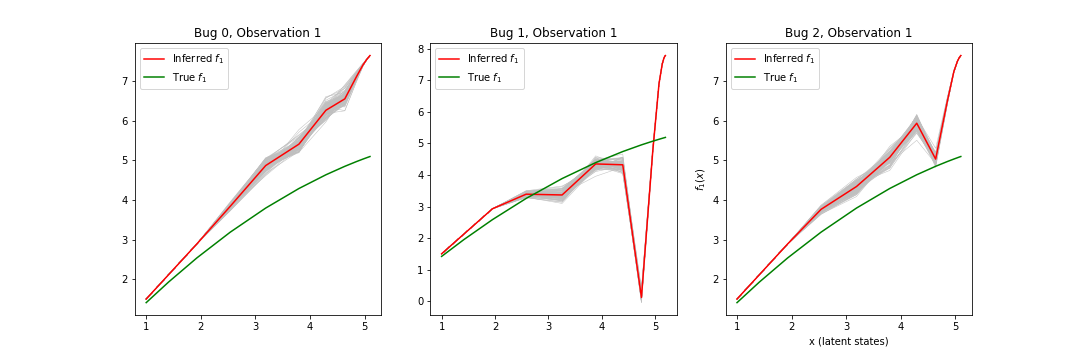 Bug 0, Observation 1
Inferred f₁
True f₁
7
6
5
4
3
2
1 2 3 4 5
Bug 1, Observation 1
Inferred f₁
True f₁
8
7
6
5
4
3
2
1
0
1 2 3 4 5
Bug 2, Observation 1
Inferred f₁
True f₁
f₁(x)
7
6
5
4
3
2
1 2 3 4 5
x (latent states)